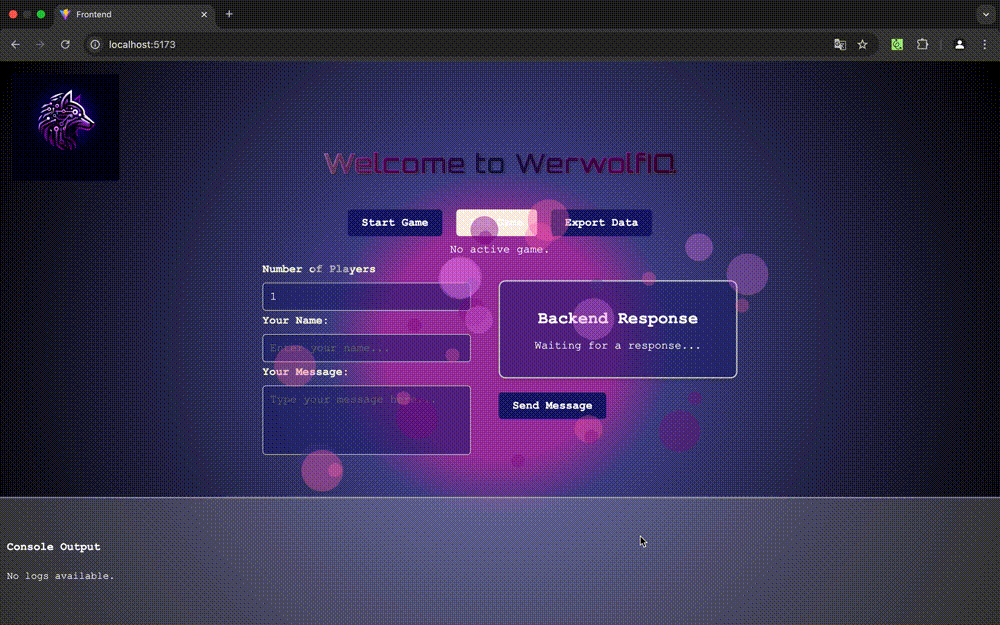 Frontend
localhost:5173
Welcome to WerwolfIQ
Start Game
Export Data
No active game.
Number of Players
1
Your Name:
Enter your name...
Your Message:
Type your message here...
Backend Response
Waiting for a response...
Send Message
Console Output
No logs available.